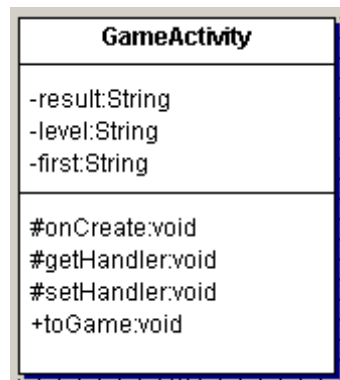 GameActivity
-result:String
-level:String
-first:String
#onCreate:void
#getHandler:void
#setHandler:void
+toGame:void